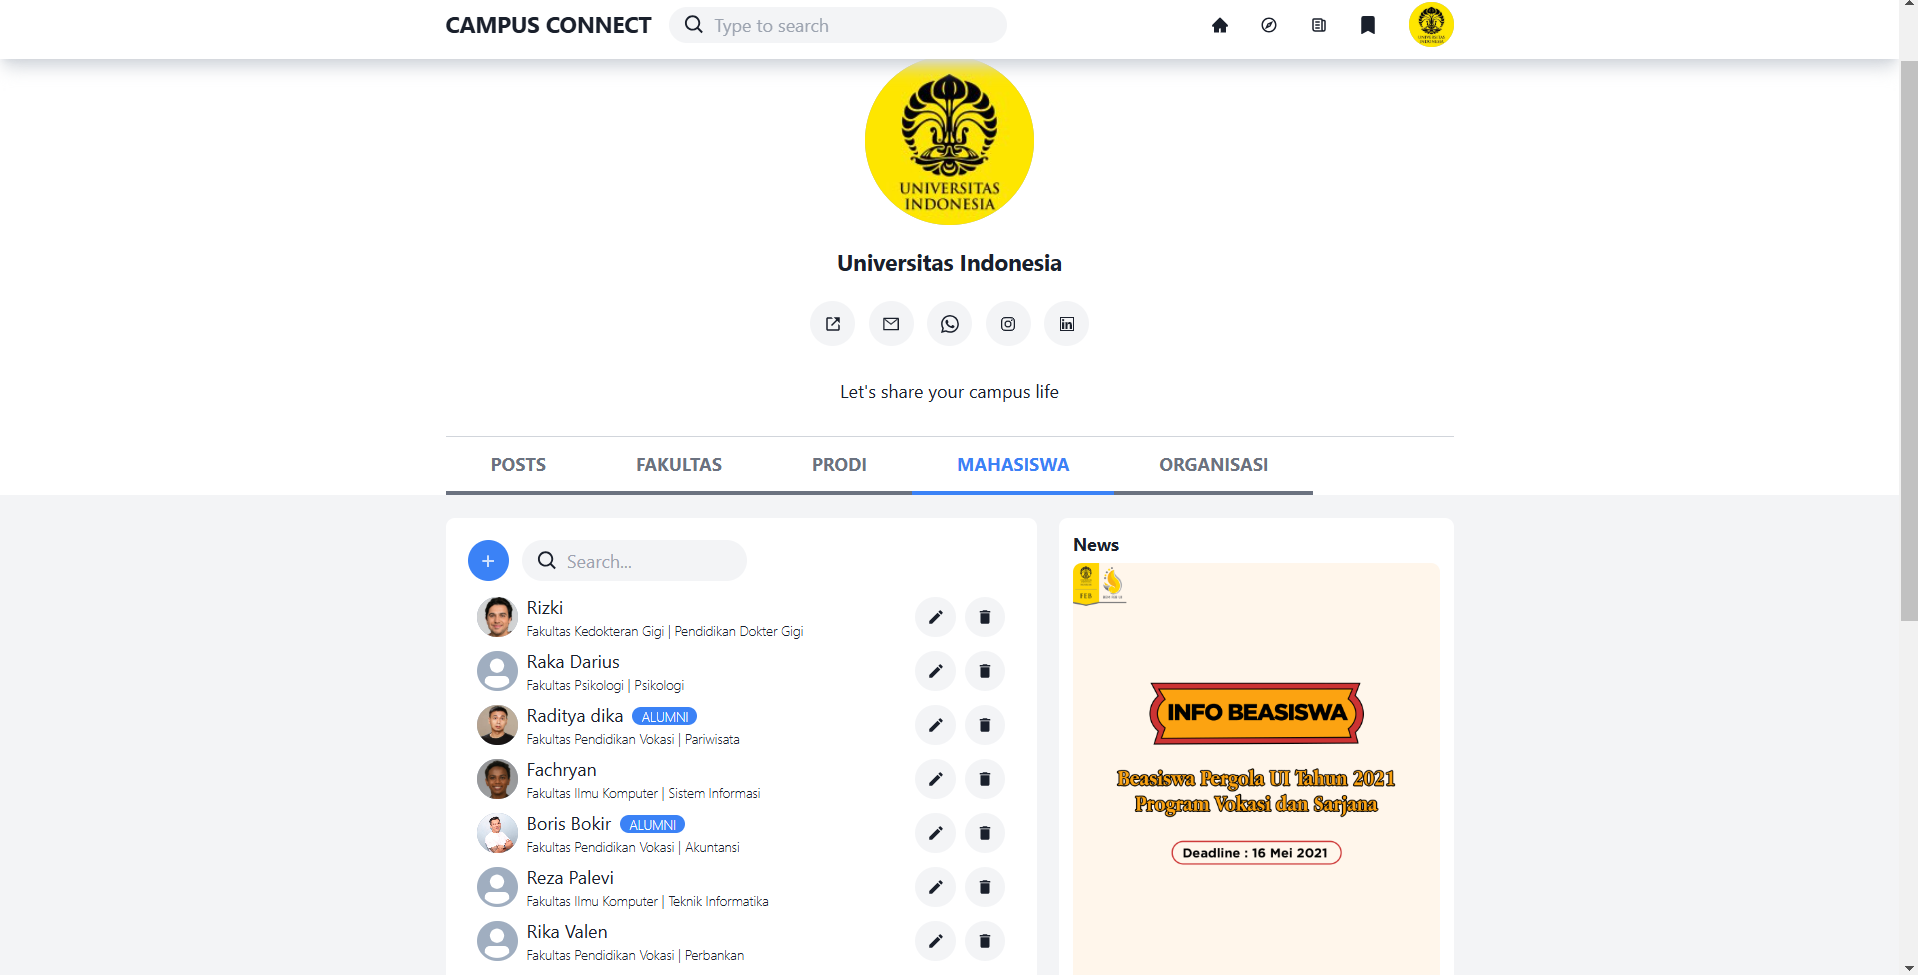 CAMPUS CONNECT
Type to search
UNIVERSITAS
INDONESIA
Universitas Indonesia
Let's share your campus life
POSTS
FAKULTAS
PRODI
MAHASISWA
ORGANISASI
Search...
Rizki
Fakultas Kedokteran Gigi | Pendidikan Dokter Gigi
Raka Darius
Fakultas Psikologi | Psikologi
Raditya dika ALUMNI
Fakultas Pendidikan Vokasi | Pariwisata
Fachryan
Fakultas Ilmu Komputer | Sistem Informasi
Boris Bokir ALUMNI
Fakultas Pendidikan Vokasi | Akuntansi
Reza Palevi
Fakultas Ilmu Komputer | Teknik Informatika
Rika Valen
Fakultas Pendidikan Vokasi | Perbankan
News
FEB
INFO BEASISWA
Beasiswa Pergola UI Tahun 2021
Program Vokasi dan Sarjana
Deadline : 16 Mei 2021